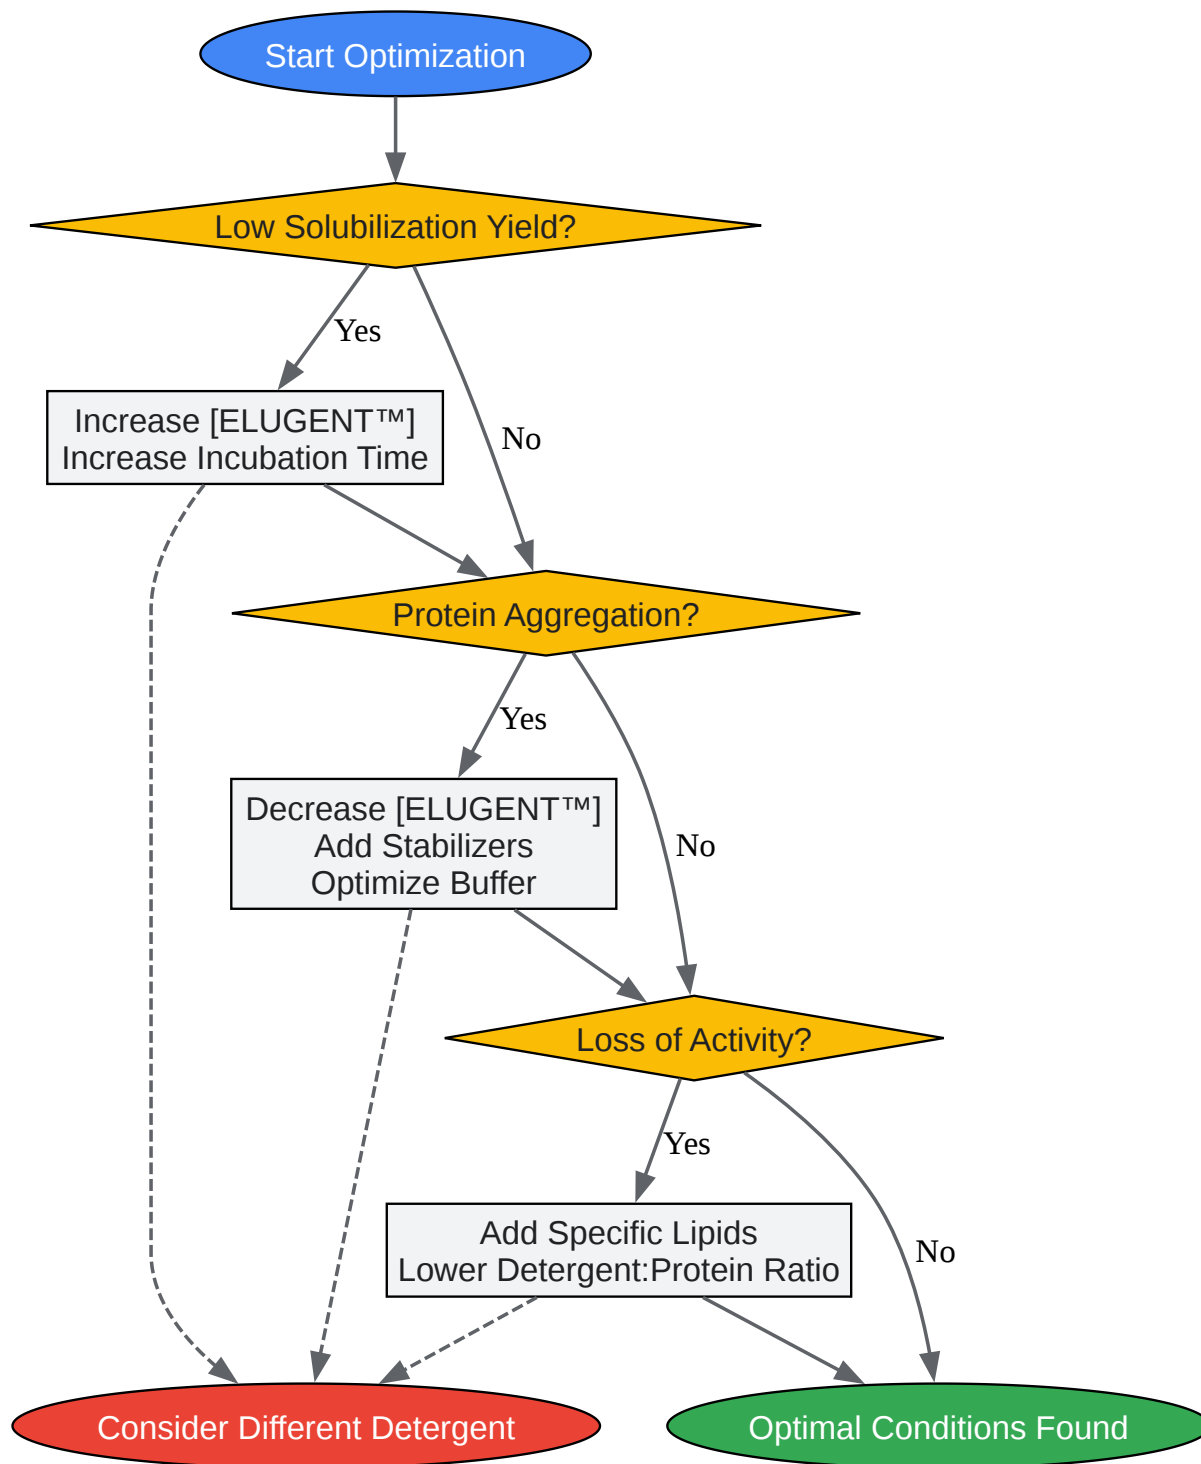 Start Optimization
Low Solubilization Yield?
Yes
Increase [ELUGENT™]
Increase Incubation Time
No
Protein Aggregation?
Yes
Decrease [ELUGENT™]
Add Stabilizers
Optimize Buffer
No
Loss of Activity?
Yes
Add Specific Lipids
Lower Detergent:Protein Ratio
No
Consider Different Detergent
Optimal Conditions Found